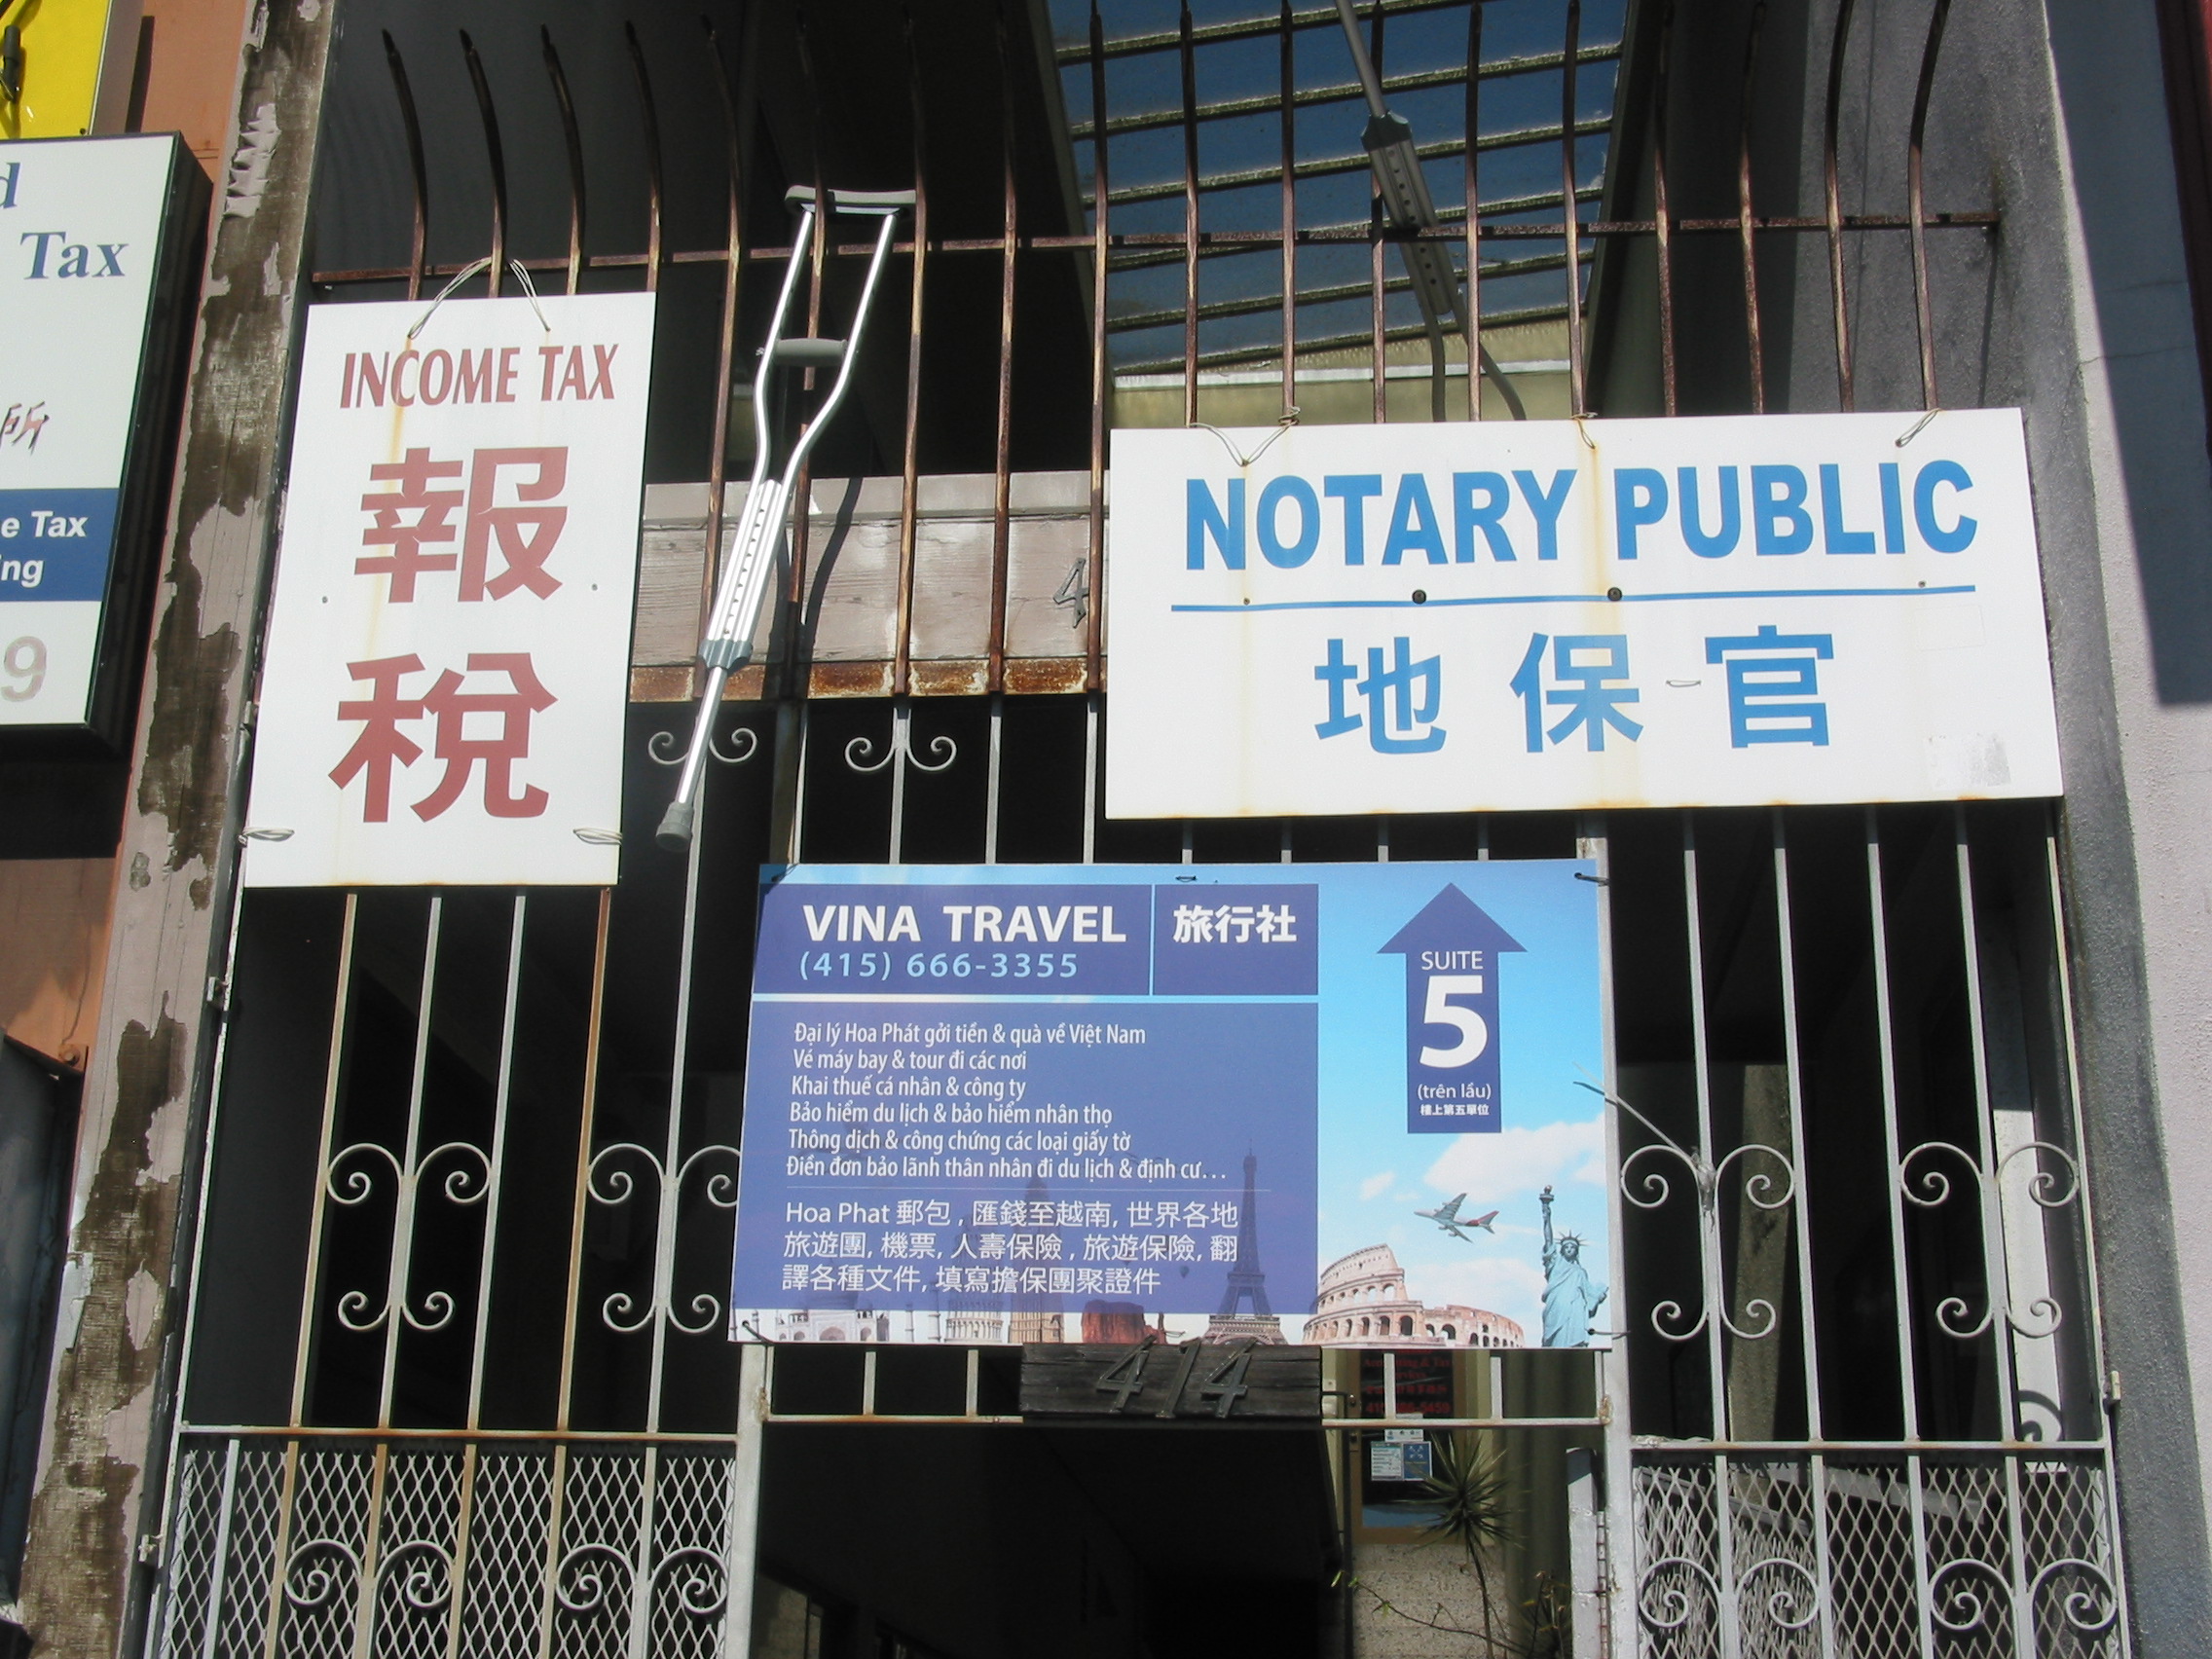 Tax
所
e Tax
ing
9
INCOME TAX
報
稅
NOTARY PUBLIC
地保官
4
VINA TRAVEL
(415) 666-3355
旅行社
SUITE
5
(trên lầu)
樓上第五單位
Đại lý Hoa Phát gởi tiền & quà về Việt Nam
Vé máy bay & tour đi các nơi
Khai thuế cá nhân & công ty
Bảo hiểm du lịch & bảo hiểm nhân thọ
Thông dịch & công chứng các loại giấy tờ
Điền đơn bảo lãnh thân nhân đi du lịch & định cư...
Hoa Phat 郵包, 匯錢至越南, 世界各地
旅遊團, 機票, 人壽保險, 旅遊保險, 翻
譯各種文件, 填寫擔保團聚證件
414